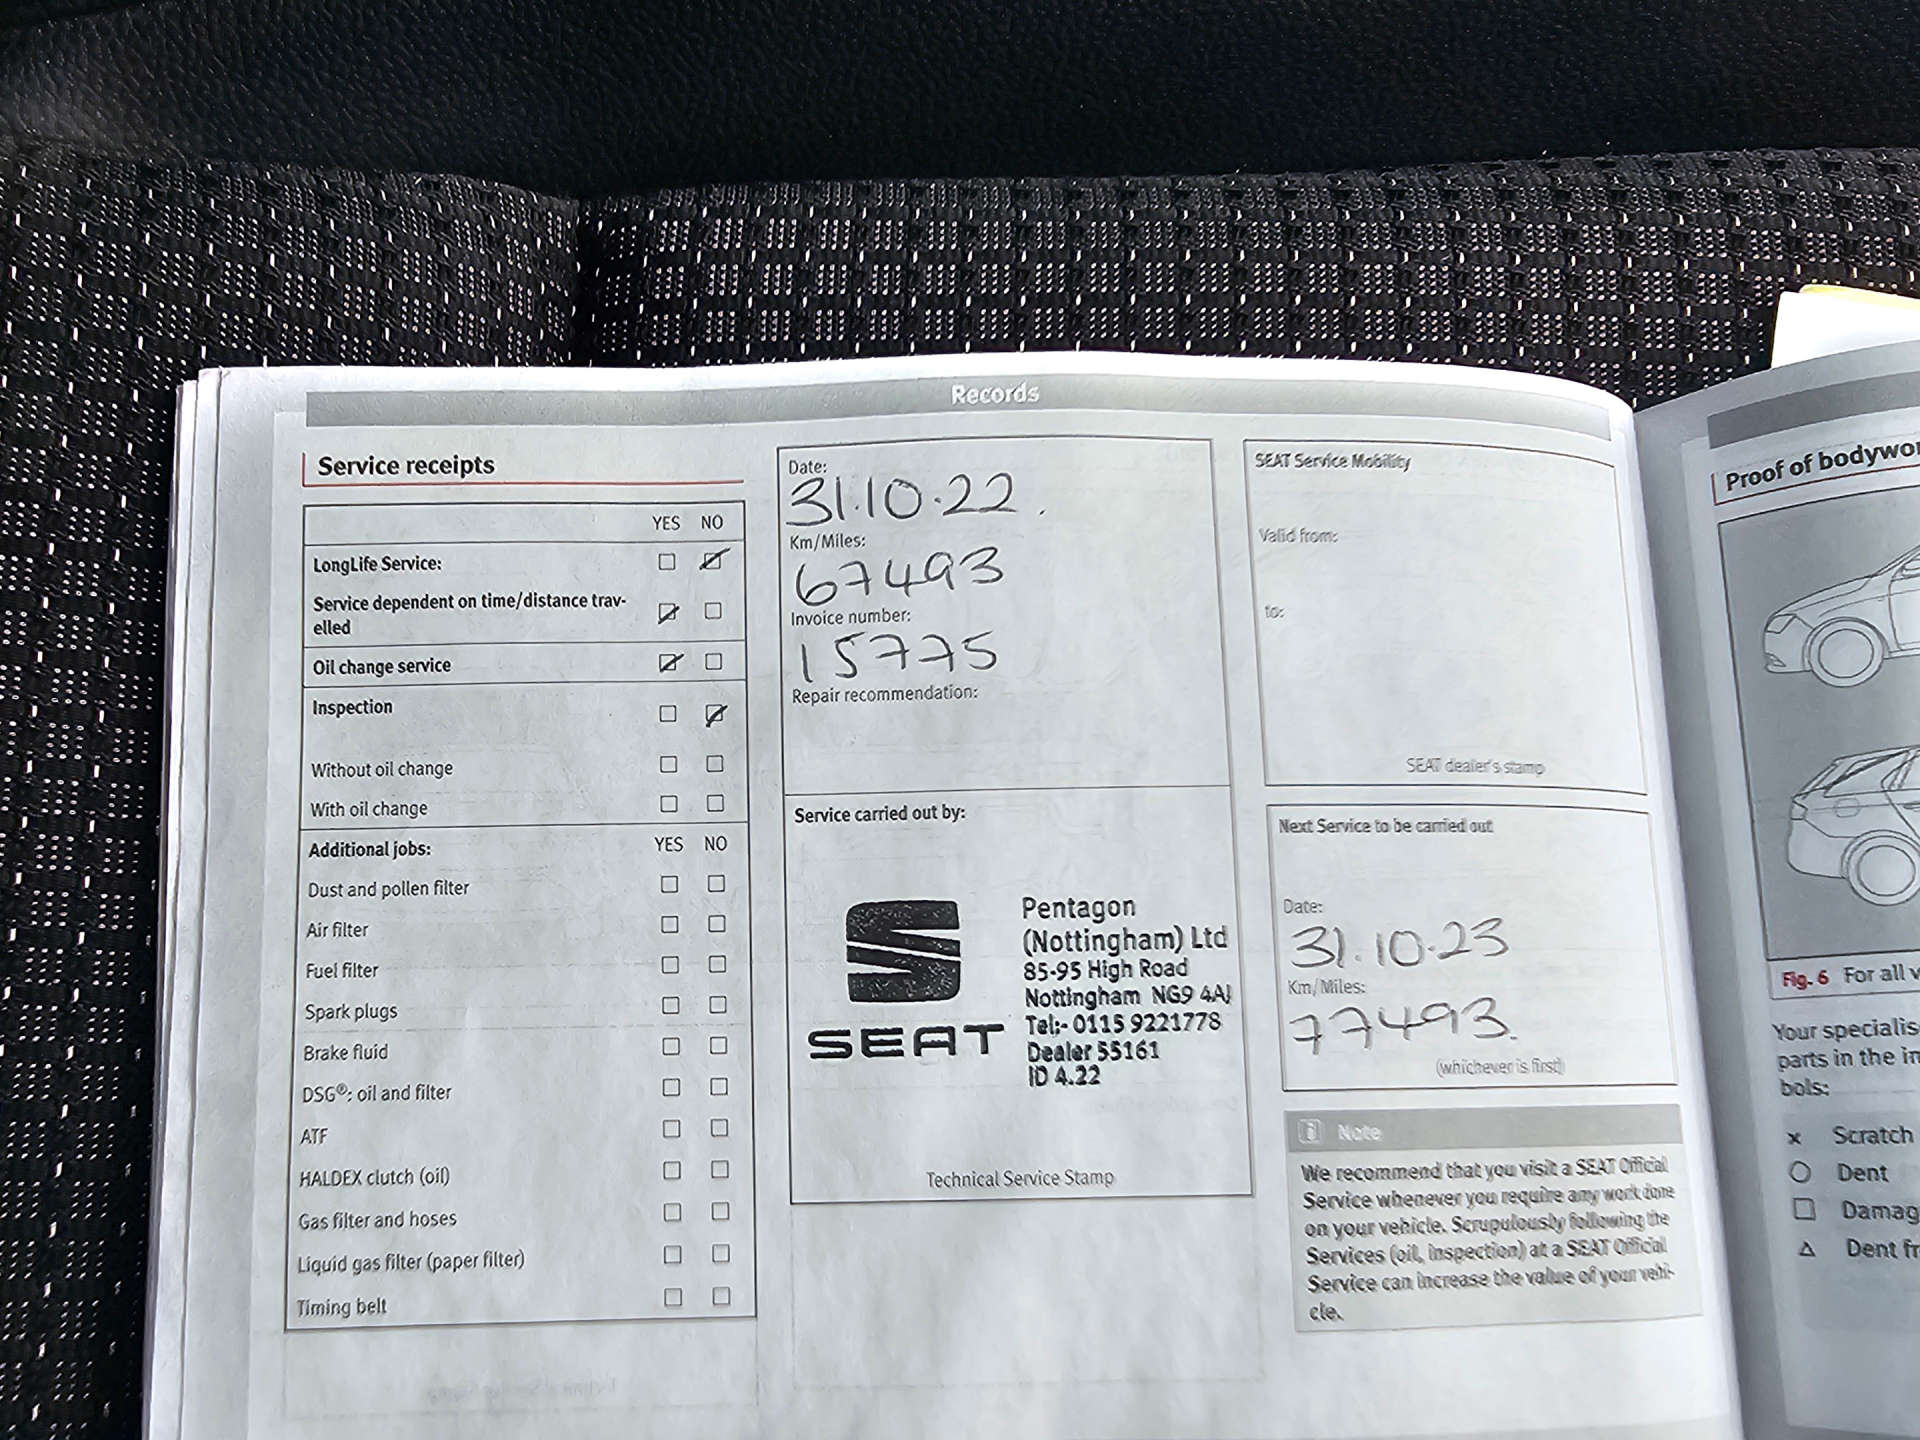 Records
Service receipts
YES NO
LongLife Service:
Service dependent on time/distance trav-
elled
Oil change service
Inspection
Without oil change
With oil change
Additional jobs: YES NO
Dust and pollen filter
Air filter
Fuel filter
Spark plugs
Brake fluid
DSG®: oil and filter
ATF
HALDEX clutch (oil)
Gas filter and hoses
Liquid gas filter (paper filter)
Timing belt
Date:
31.10.22.
Km/Miles:
67493
Invoice number:
15775
Repair recommendation:
Service carried out by:
SEAT
Pentagon
(Nottingham) Ltd
85-95 High Road
Nottingham NG9 4AJ
Tel:- 0115 9221778
Dealer 55161
ID 4.22
Technical Service Stamp
SEAT Service Mobility
Valid from:
to:
SEAT dealer's stamp
Next Service to be carried out
Date:
31.10.23
Km/Miles:
77493.
(whichever is first)
Note
We recommend that you visit a SEAT Official
Service whenever you require any work done
on your vehicle. Scrupulously following the
Services (oil, inspection) at a SEAT Official
Service can increase the value of your vehi-
cle.
Proof of bodywor
Fig. 6 For all v
Your specialis
parts in the in
bols:
x Scratch
Dent
Damag
Dent fr